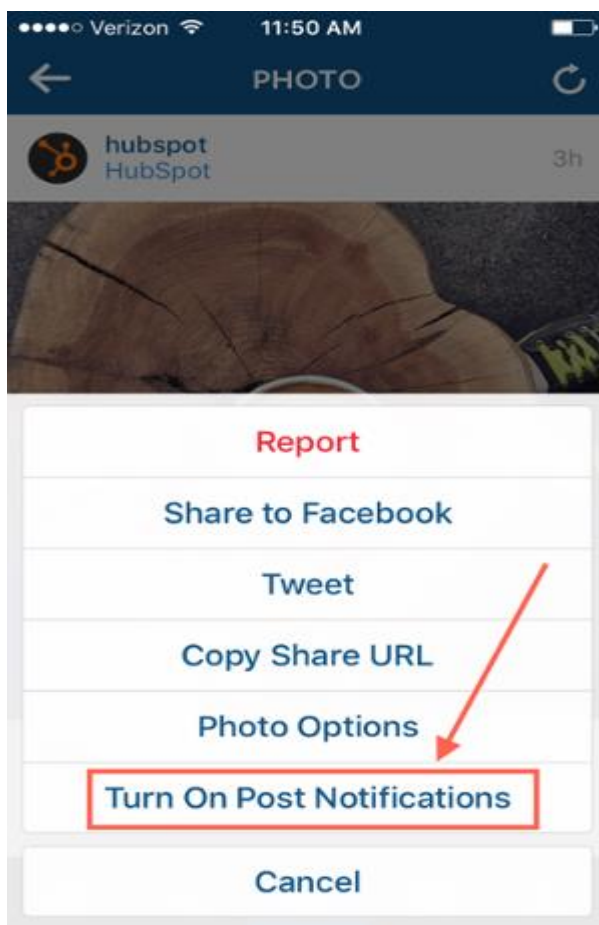 Verizon 11:50 AM
PHOTO
hubspot
HubSpot
3h
Report
Share to Facebook
Tweet
Copy Share URL
Photo Options
Turn On Post Notifications
Cancel